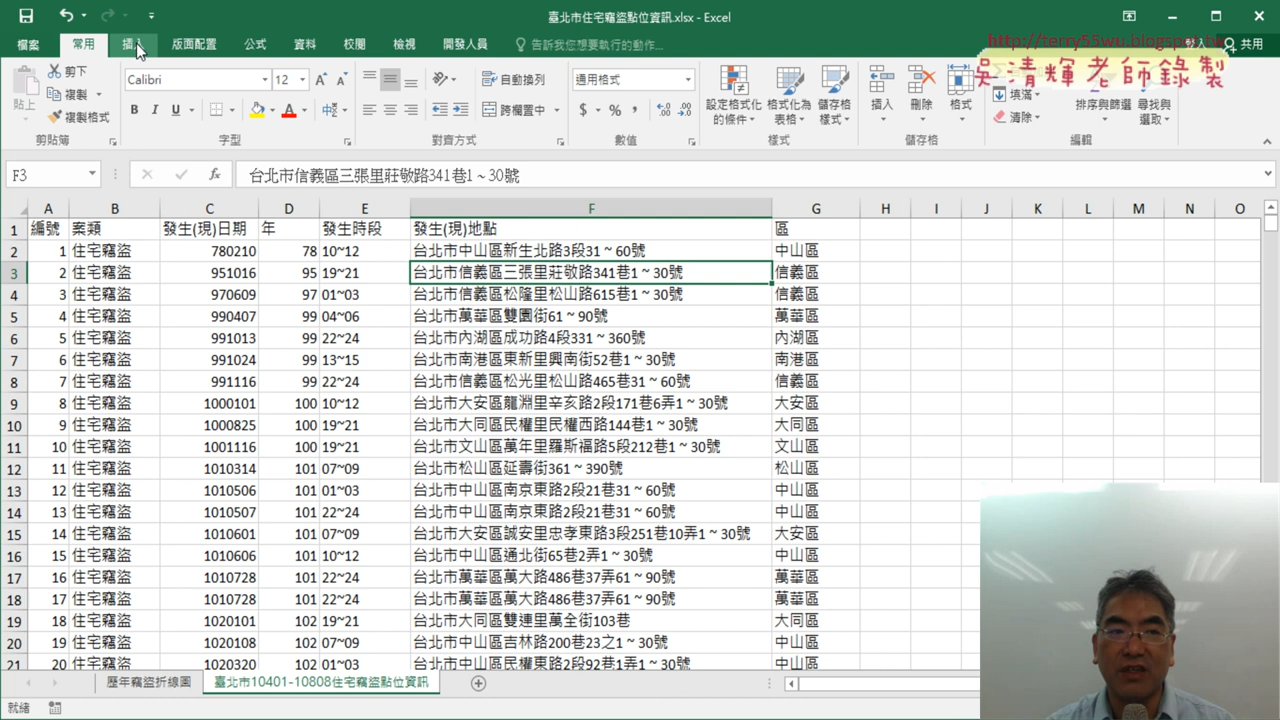 臺北市住宅竊盜點位資訊.xlsx - Excel
檔案 常用 插入 版面配置 公式 資料 校閱 檢視 開發人員 告訴我您想要執行的動作... 共用
http://terry55wu.blogspot.tw
吳清輝老師錄製
貼上 剪下 複製 複製格式 剪貼簿
Calibri 12 B I U 字型
自動換列 跨欄置中 對齊方式
通用格式 $ % , 數值
設定格式化的條件 格式化為表格 儲存格樣式 樣式
插入 刪除 格式 儲存格
填滿 清除 排序與篩選 尋找與選取 編輯
F3 fx 台北市信義區三張里莊敬路341巷1 ~ 30號
A B C D E F G H I J K L M N O
1 編號 案類 發生(現)日期 年 發生時段 發生(現)地點 區
2 1 住宅竊盜 780210 78 10~12 台北市中山區新生北路3段31 ~ 60號 中山區
3 2 住宅竊盜 951016 95 19~21 台北市信義區三張里莊敬路341巷1 ~ 30號 信義區
4 3 住宅竊盜 970609 97 01~03 台北市信義區松隆里松山路615巷1 ~ 30號 信義區
5 4 住宅竊盜 990407 99 04~06 台北市萬華區雙園街61 ~ 90號 萬華區
6 5 住宅竊盜 991013 99 22~24 台北市內湖區成功路4段331 ~ 360號 內湖區
7 6 住宅竊盜 991024 99 13~15 台北市南港區東新里興南街52巷1 ~ 30號 南港區
8 7 住宅竊盜 991116 99 22~24 台北市信義區松光里松山路465巷31 ~ 60號 信義區
9 8 住宅竊盜 1000101 100 10~12 台北市大安區龍淵里辛亥路2段171巷6弄1 ~ 30號 大安區
10 9 住宅竊盜 1000825 100 19~21 台北市大同區民權里民權西路144巷1 ~ 30號 大同區
11 10 住宅竊盜 1001116 100 19~21 台北市文山區萬年里羅斯福路5段212巷1 ~ 30號 文山區
12 11 住宅竊盜 1010314 101 07~09 台北市松山區延壽街361 ~ 390號 松山區
13 12 住宅竊盜 1010506 101 01~03 台北市中山區南京東路2段21巷31 ~ 60號 中山區
14 13 住宅竊盜 1010507 101 22~24 台北市中山區南京東路2段21巷31 ~ 60號 中山區
15 14 住宅竊盜 1010601 101 07~09 台北市大安區誠安里忠孝東路3段251巷10弄1 ~ 30號 大安區
16 15 住宅竊盜 1010606 101 10~12 台北市中山區通北街65巷2弄1 ~ 30號 中山區
17 16 住宅竊盜 1010728 101 22~24 台北市萬華區萬大路486巷37弄61 ~ 90號 萬華區
18 17 住宅竊盜 1010728 101 22~24 台北市萬華區萬大路486巷37弄61 ~ 90號 萬華區
19 18 住宅竊盜 1020101 102 19~21 台北市大同區雙連里萬全街103巷 大同區
20 19 住宅竊盜 1020108 102 07~09 台北市中山區吉林路200巷23之1 ~ 30號 中山區
21 20 住宅竊盜 1020320 102 01~03 台北市中山區民權東路2段92巷1弄1 ~ 30號 中山區
歷年竊盜折線圖 臺北市10401-10808住宅竊盜點位資訊
就緒